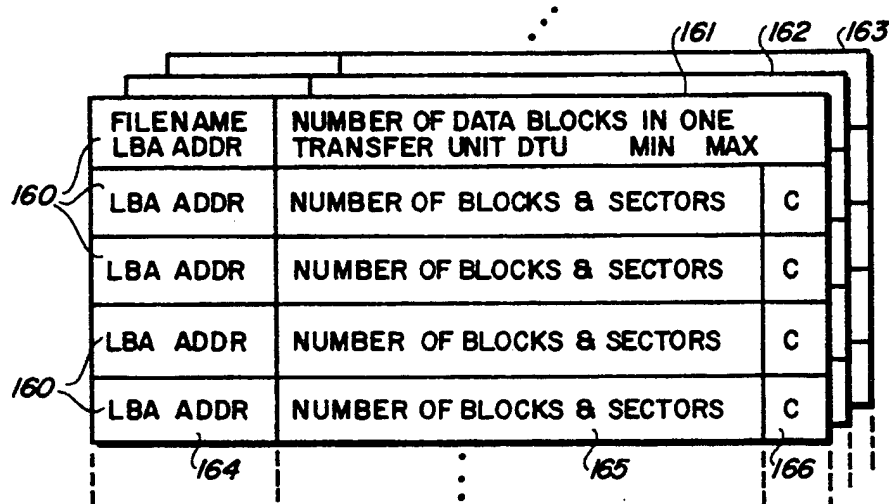 161 162 163
FILENAME NUMBER OF DATA BLOCKS IN ONE
LBA ADDR TRANSFER UNIT DTU MIN MAX
160 LBA ADDR NUMBER OF BLOCKS & SECTORS C
LBA ADDR NUMBER OF BLOCKS & SECTORS C
LBA ADDR NUMBER OF BLOCKS & SECTORS C
160 LBA ADDR NUMBER OF BLOCKS & SECTORS C
164 165 166